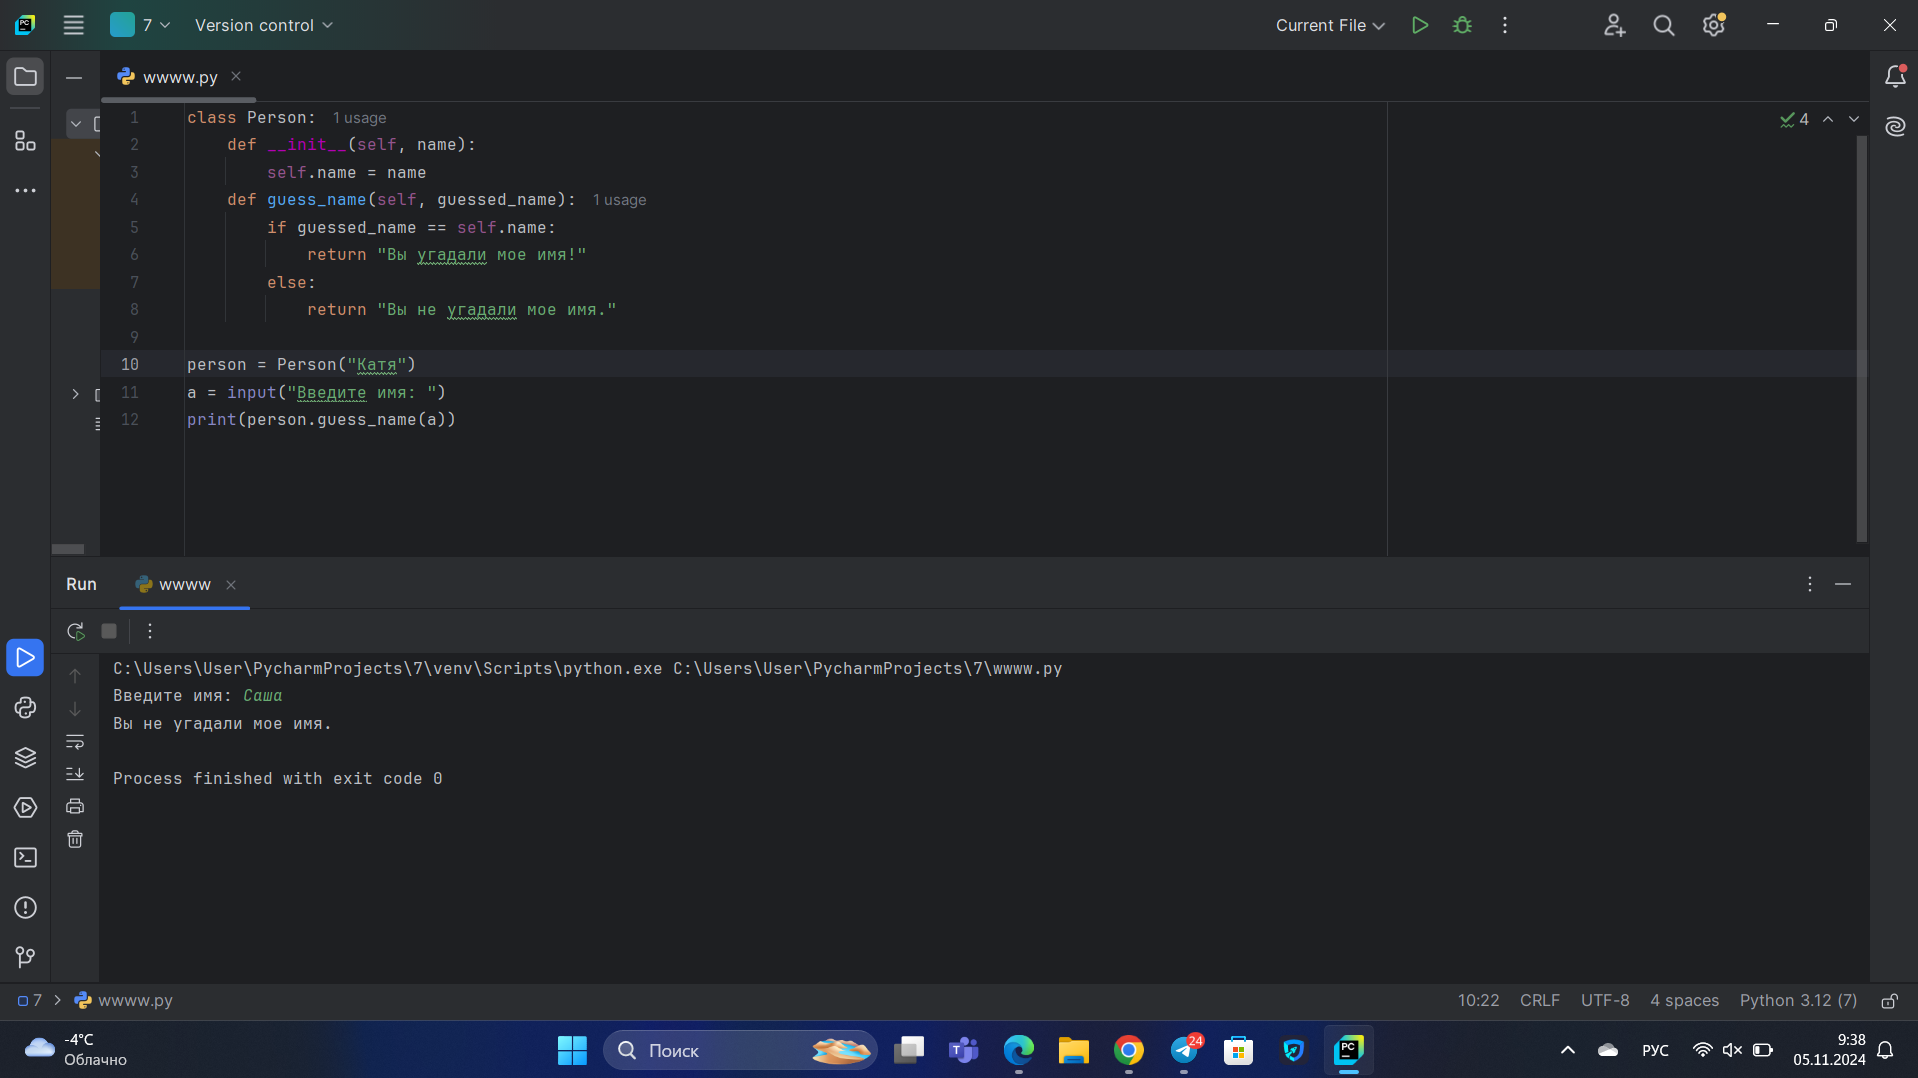 7 Version control Current File
wwww.py
1 class Person: 1 usage
2 def __init__(self, name):
3 self.name = name
4 def guess_name(self, guessed_name): 1 usage
5 if guessed_name == self.name:
6 return "Вы угадали мое имя!"
7 else:
8 return "Вы не угадали мое имя."
9
10 person = Person("Катя")
11 a = input("Введите имя: ")
12 print(person.guess_name(a))
4
Run wwww
C:\Users\User\PycharmProjects\7\venv\Scripts\python.exe C:\Users\User\PycharmProjects\7\wwww.py
Введите имя: Саша
Вы не угадали мое имя.
Process finished with exit code 0
7 > wwww.py 10:22 CRLF UTF-8 4 spaces Python 3.12 (7)
-4°C
Облачно
Поиск
24
РУС
9:38
05.11.2024